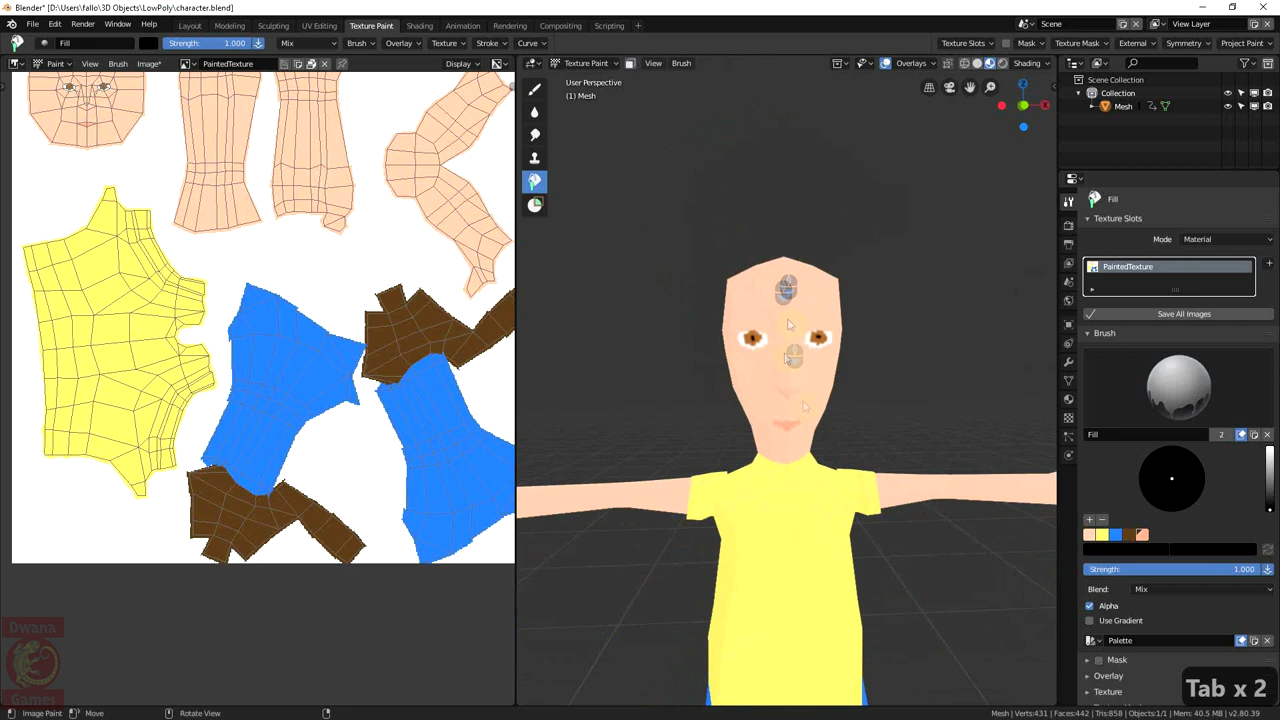 Blender* [D:\Users\fallo\3D Objects\LowPoly\character.blend]
File Edit Render Window Help Layout Modeling Sculpting UV Editing Texture Paint Shading Animation Rendering Compositing Scripting + Scene View Layer
Fill Strength: 1.000 Mix Brush Overlay Texture Stroke Curve Texture Slots Mask Texture Mask External Symmetry Project Paint
Paint View Brush Image* PaintedTexture Display Texture Paint View Brush Overlays Shading
User Perspective
(1) Mesh
Scene Collection
Collection
Mesh
Fill
Texture Slots
Mode Material
PaintedTexture
Save All Images
Brush
Fill 2
Strength: 1.000
Blend: Mix
Alpha
Use Gradient
Palette
Mask
Overlay
Texture
Tab x 2
Dwana
Games
Image Paint Move Rotate View Mesh | Verts:431 | Faces:442 | Tris:858 | Objects:1/1 | Mem: 40.5 MB | v2.80.39